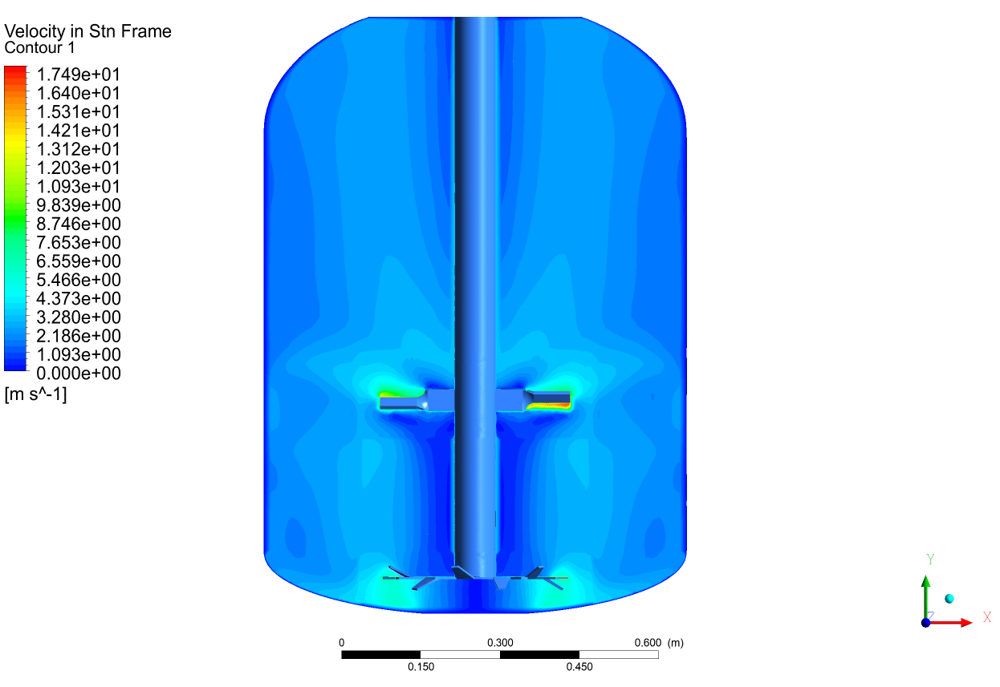 Velocity in Stn Frame
Contour 1
1.749e+01
1.640e+01
1.531e+01
1.421e+01
1.312e+01
1.203e+01
1.093e+01
9.839e+00
8.746e+00
7.653e+00
6.559e+00
5.466e+00
4.373e+00
3.280e+00
2.186e+00
1.093e+00
0.000e+00
[m s^-1]
Y
Z
X
0 0.300 0.600 (m)
0.150 0.450